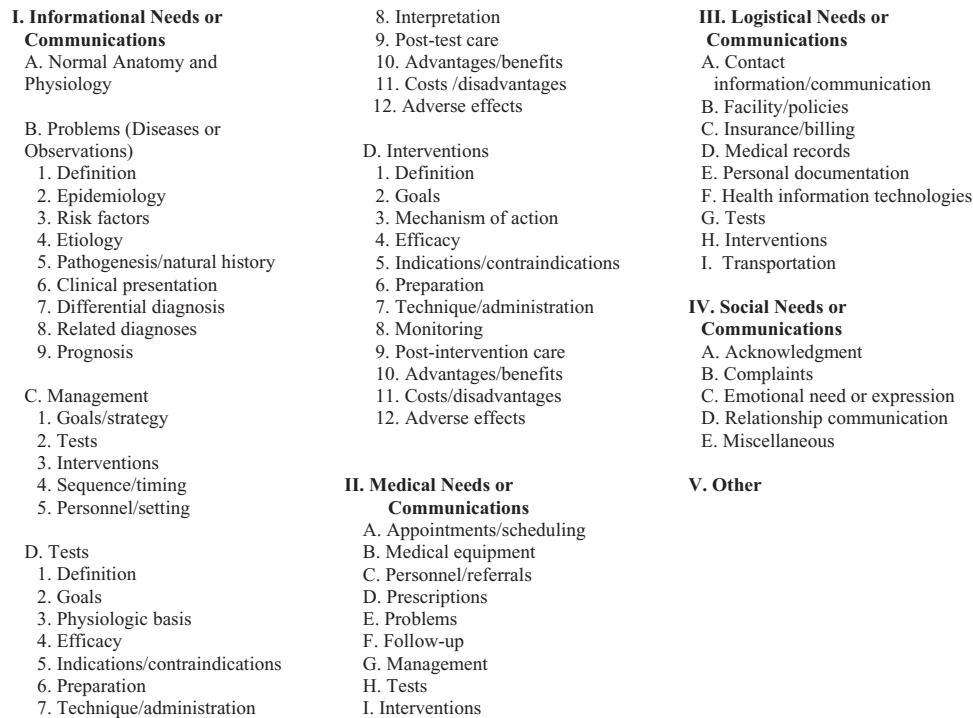 I. Informational Needs or
Communications
A. Normal Anatomy and
Physiology
B. Problems (Diseases or
Observations)
1. Definition
2. Epidemiology
3. Risk factors
4. Etiology
5. Pathogenesis/natural history
6. Clinical presentation
7. Differential diagnosis
8. Related diagnoses
9. Prognosis
C. Management
1. Goals/strategy
2. Tests
3. Interventions
4. Sequence/timing
5. Personnel/setting
D. Tests
1. Definition
2. Goals
3. Physiologic basis
4. Efficacy
5. Indications/contraindications
6. Preparation
7. Technique/administration
8. Interpretation
9. Post-test care
10. Advantages/benefits
11. Costs /disadvantages
12. Adverse effects
D. Interventions
1. Definition
2. Goals
3. Mechanism of action
4. Efficacy
5. Indications/contraindications
6. Preparation
7. Technique/administration
8. Monitoring
9. Post-intervention care
10. Advantages/benefits
11. Costs/disadvantages
12. Adverse effects
II. Medical Needs or
Communications
A. Appointments/scheduling
B. Medical equipment
C. Personnel/referrals
D. Prescriptions
E. Problems
F. Follow-up
G. Management
H. Tests
I. Interventions
III. Logistical Needs or
Communications
A. Contact
information/communication
B. Facility/policies
C. Insurance/billing
D. Medical records
E. Personal documentation
F. Health information technologies
G. Tests
H. Interventions
I. Transportation
IV. Social Needs or
Communications
A. Acknowledgment
B. Complaints
C. Emotional need or expression
D. Relationship communication
E. Miscellaneous
V. Other